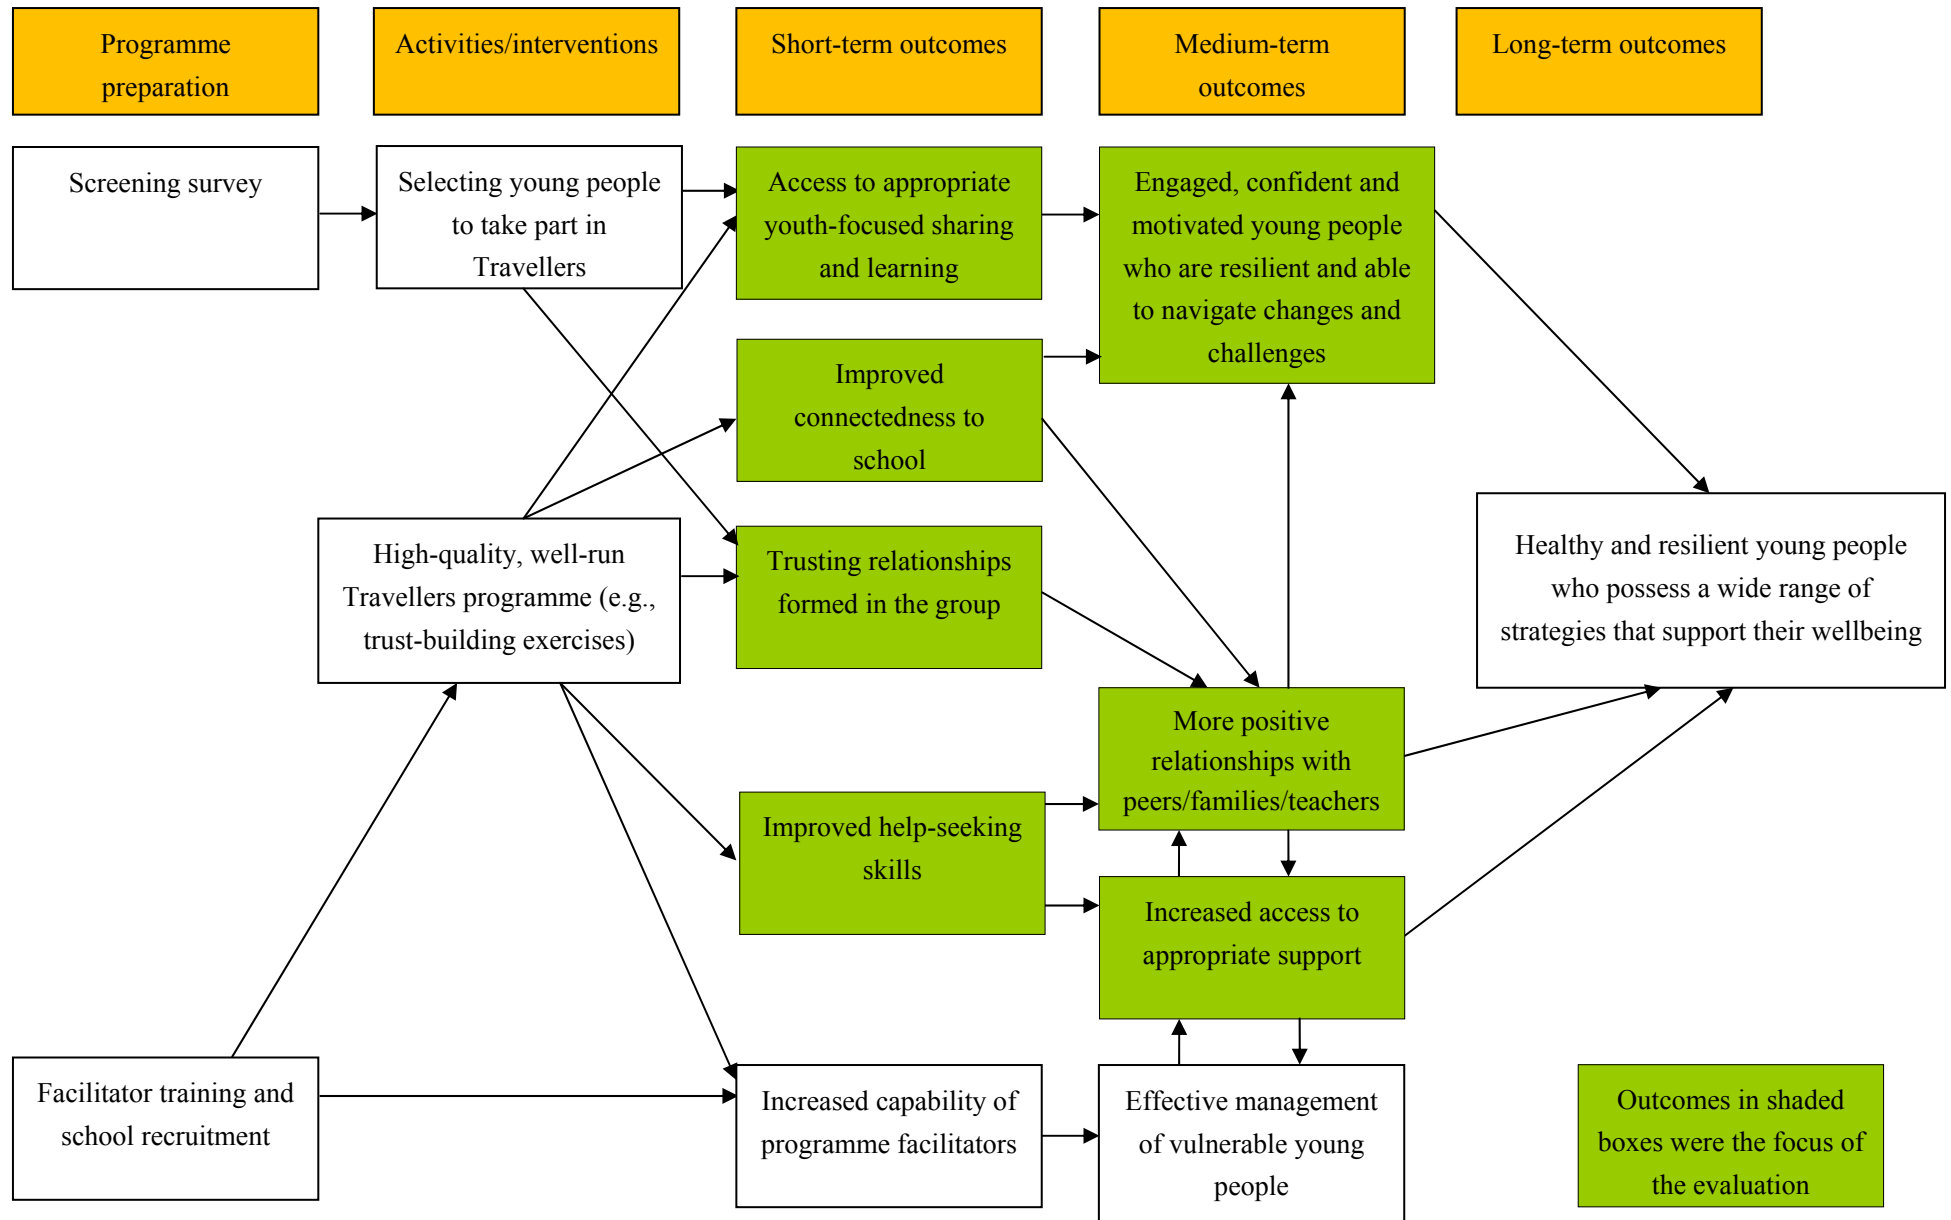 Programme
preparation
Activities/interventions
Short-term outcomes
Medium-term
outcomes
Long-term outcomes
Screening survey
Selecting young people
to take part in
Travellers
Access to appropriate
youth-focused sharing
and learning
Engaged, confident and
motivated young people
who are resilient and able
to navigate changes and
challenges
Improved
connectedness to
school
High-quality, well-run
Travellers programme (e.g.,
trust-building exercises)
Trusting relationships
formed in the group
Healthy and resilient young people
who possess a wide range of
strategies that support their wellbeing
More positive
relationships with
peers/families/teachers
Improved help-seeking
skills
Increased access to
appropriate support
Facilitator training and
school recruitment
Increased capability of
programme facilitators
Effective management
of vulnerable young
people
Outcomes in shaded
boxes were the focus of
the evaluation